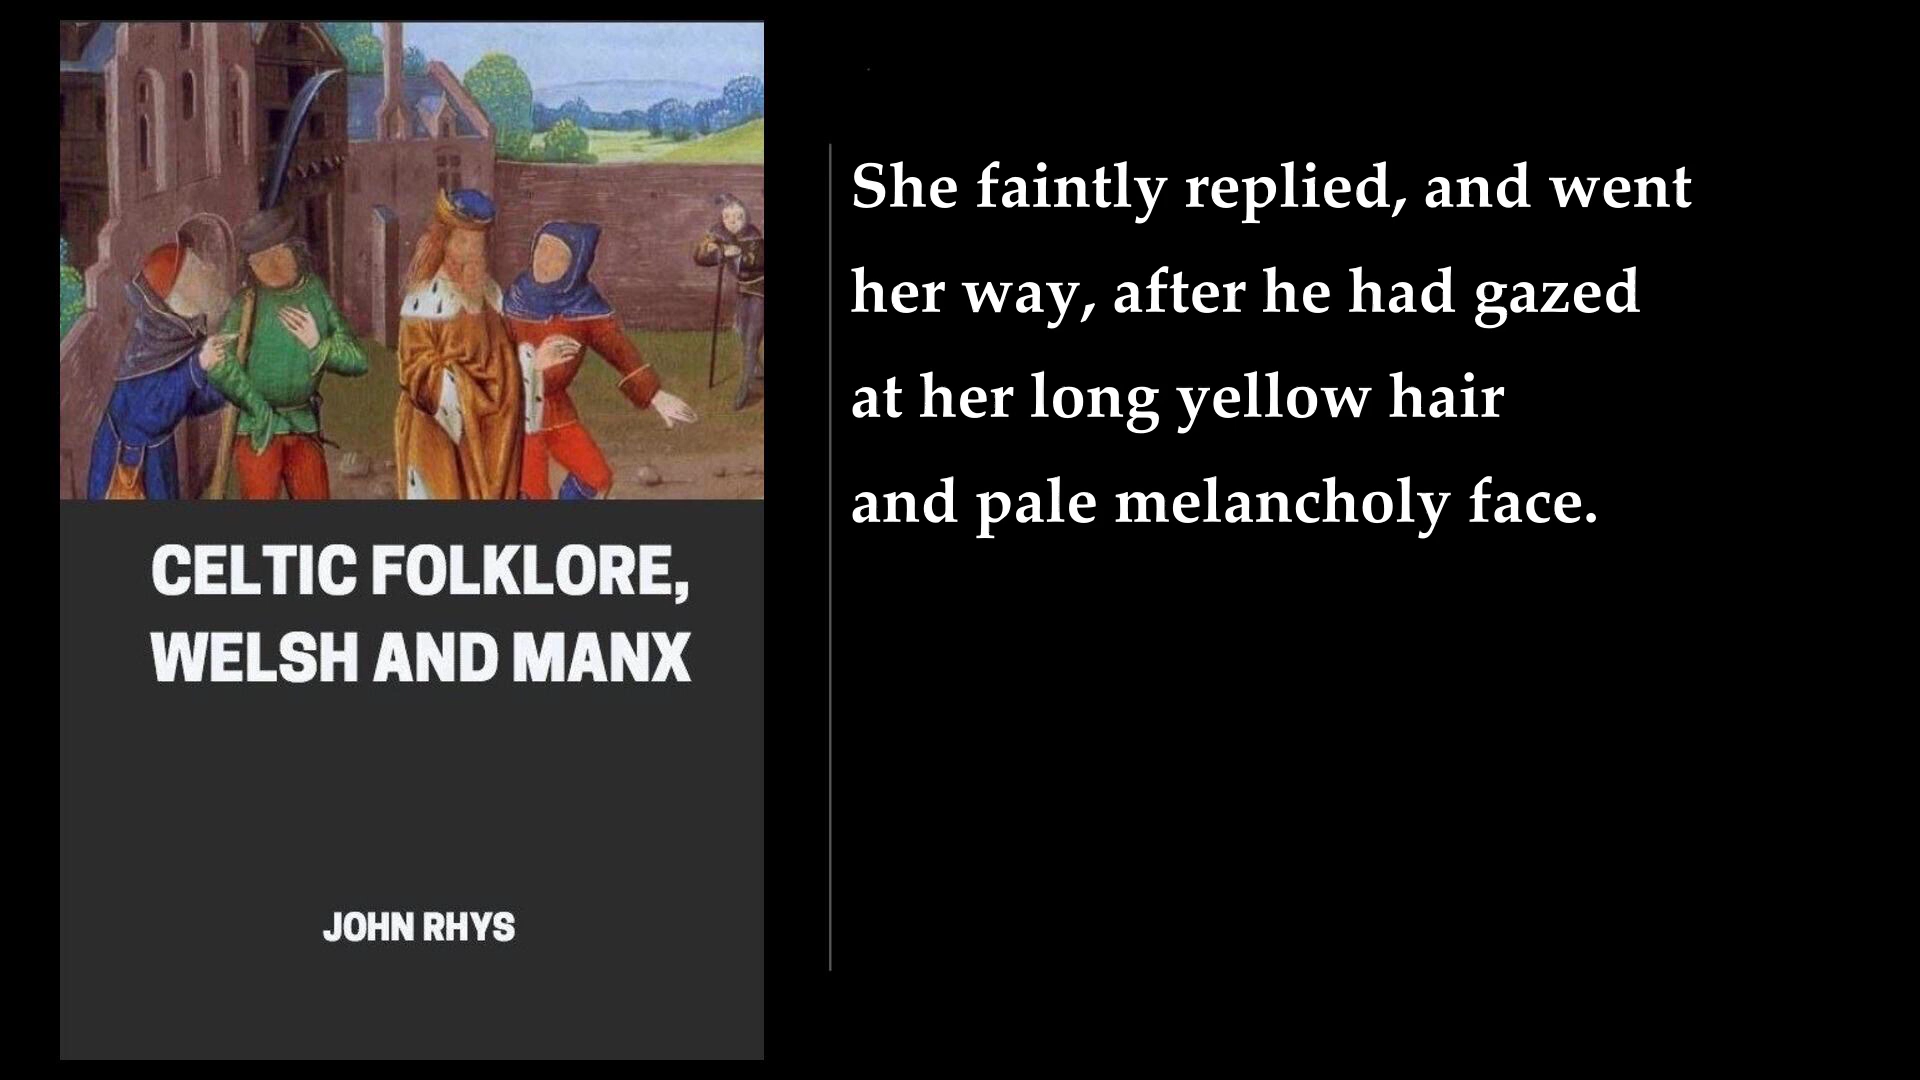 CELTIC FOLKLORE,
WELSH AND MANX
JOHN RHYS
She faintly replied, and went
her way, after he had gazed
at her long yellow hair
and pale melancholy face.